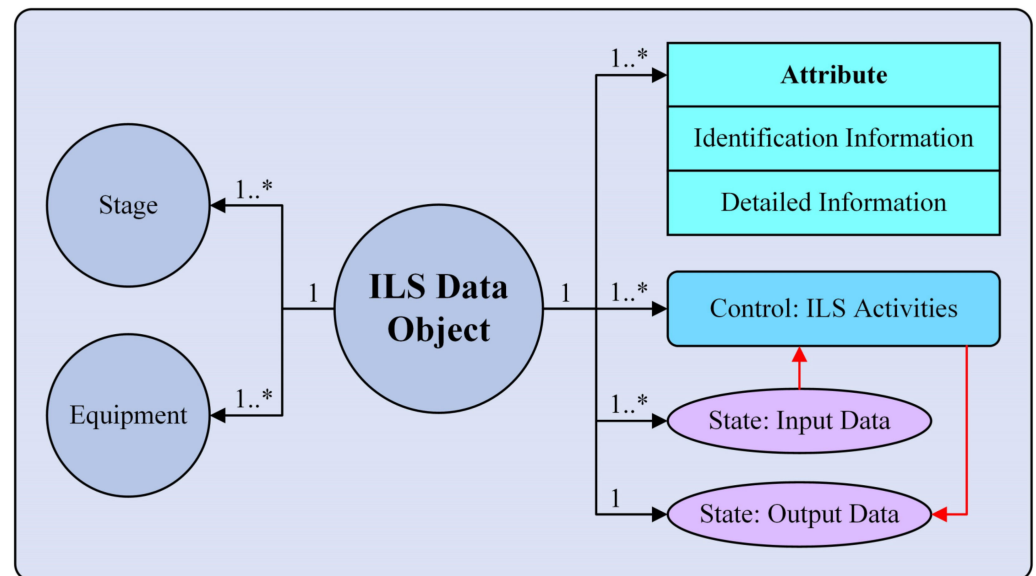 Stage
1..*
Equipment
1..*
1
ILS Data
Object
1
1..*
Attribute
Identification Information
Detailed Information
1..*
Control: ILS Activities
1..*
State: Input Data
1
State: Output Data